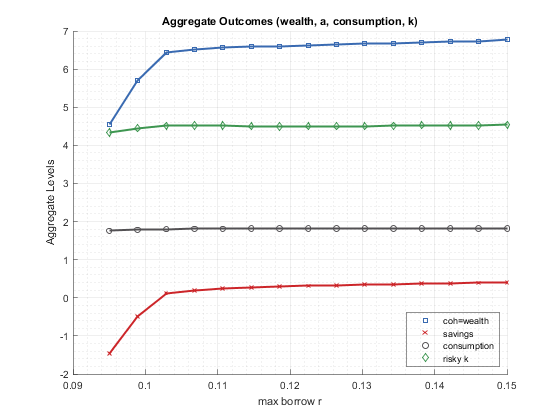 Aggregate Outcomes (wealth, a, consumption, k)
7
6
5
4
3
2
1
0
-1
-2
Aggregate Levels
0.09
0.1
0.11
0.12
0.13
0.14
0.15
max borrow r
coh=wealth
savings
consumption
risky k